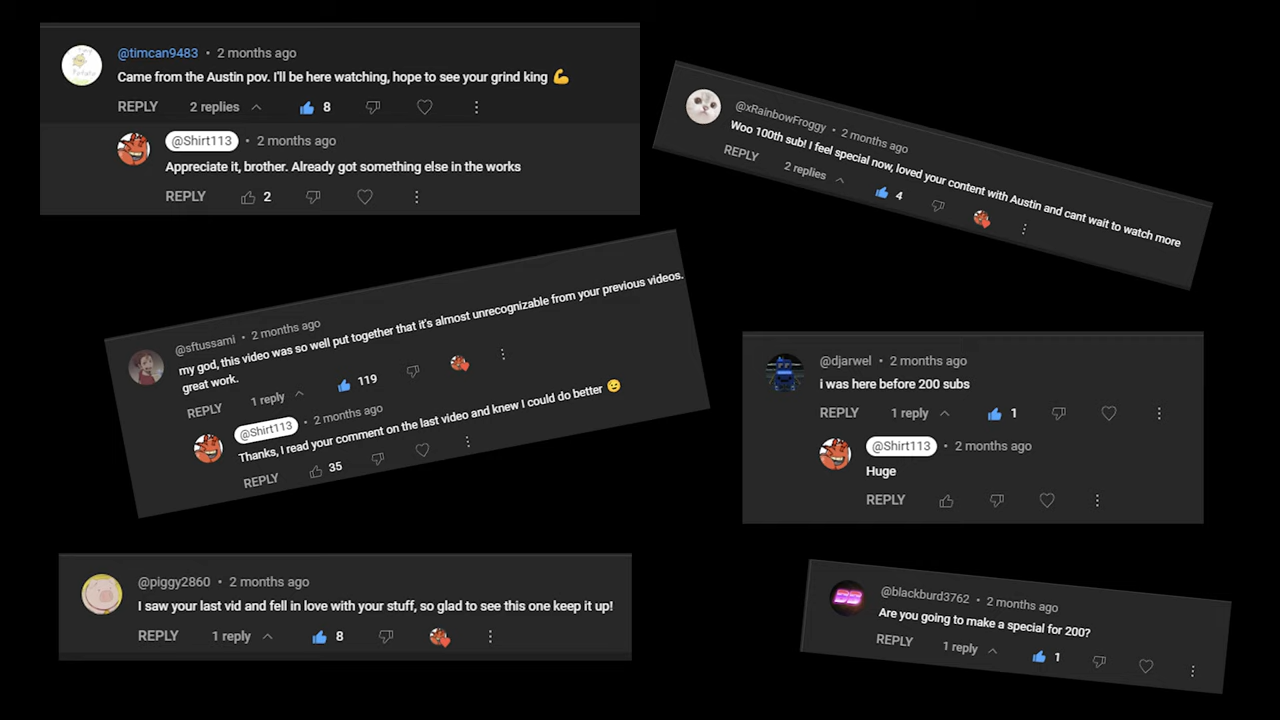 @timcan9483 • 2 months ago
Came from the Austin pov. I'll be here watching, hope to see your grind king 💪
REPLY 2 replies 8
@Shirt113 • 2 months ago
Appreciate it, brother. Already got something else in the works
REPLY 2
@xRainbowFroggy • 2 months ago
Woo 100th sub! I feel special now, loved your content with Austin and cant wait to watch more
REPLY 2 replies 4
@sftussami • 2 months ago
my god, this video was so well put together that it's almost unrecognizable from your previous videos.
great work.
REPLY 1 reply 119
@Shirt113 • 2 months ago
Thanks, I read your comment on the last video and knew I could do better 😉
REPLY 35
@djarwel • 2 months ago
i was here before 200 subs
REPLY 1 reply 1
@Shirt113 • 2 months ago
Huge
REPLY
@piggy2860 • 2 months ago
I saw your last vid and fell in love with your stuff, so glad to see this one keep it up!
REPLY 1 reply 8
@blackburd3762 • 2 months ago
Are you going to make a special for 200?
REPLY 1 reply 1